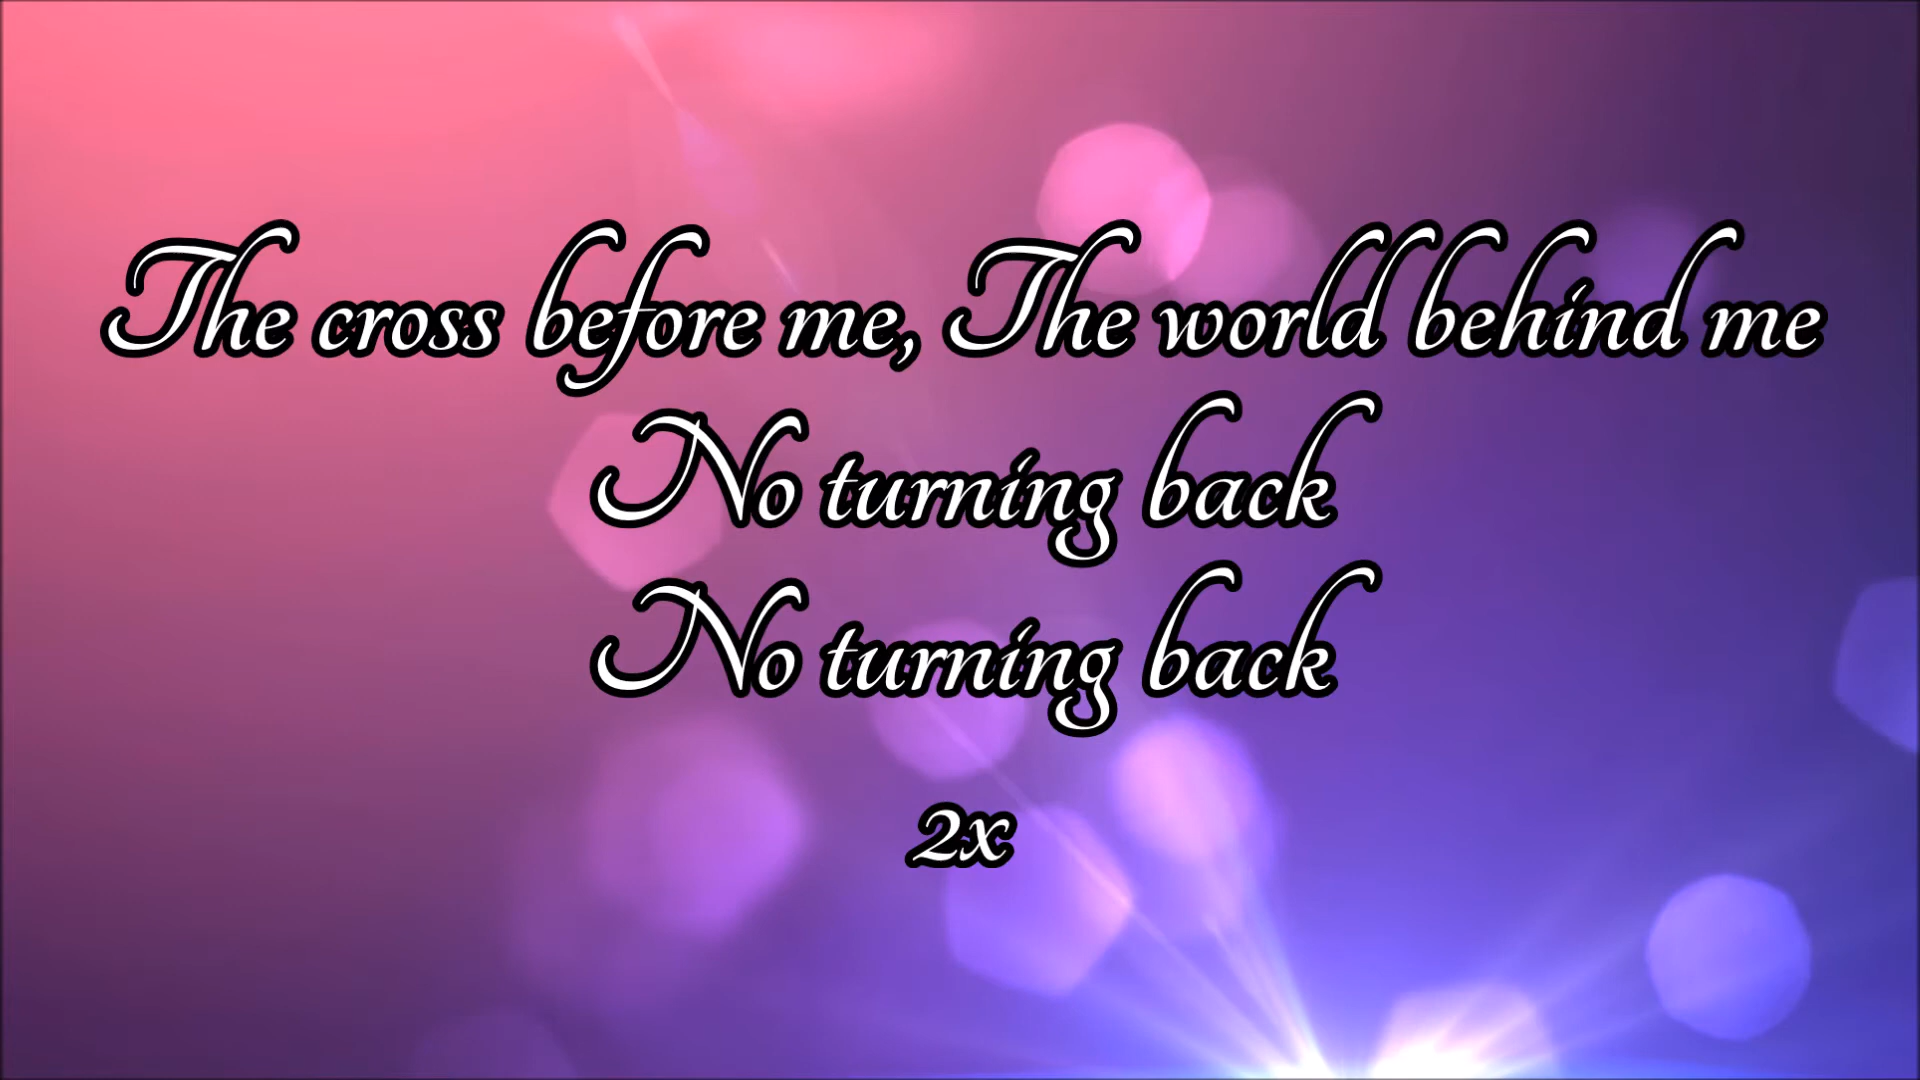 The cross before me, The world behind me
No turning back
No turning back
2x